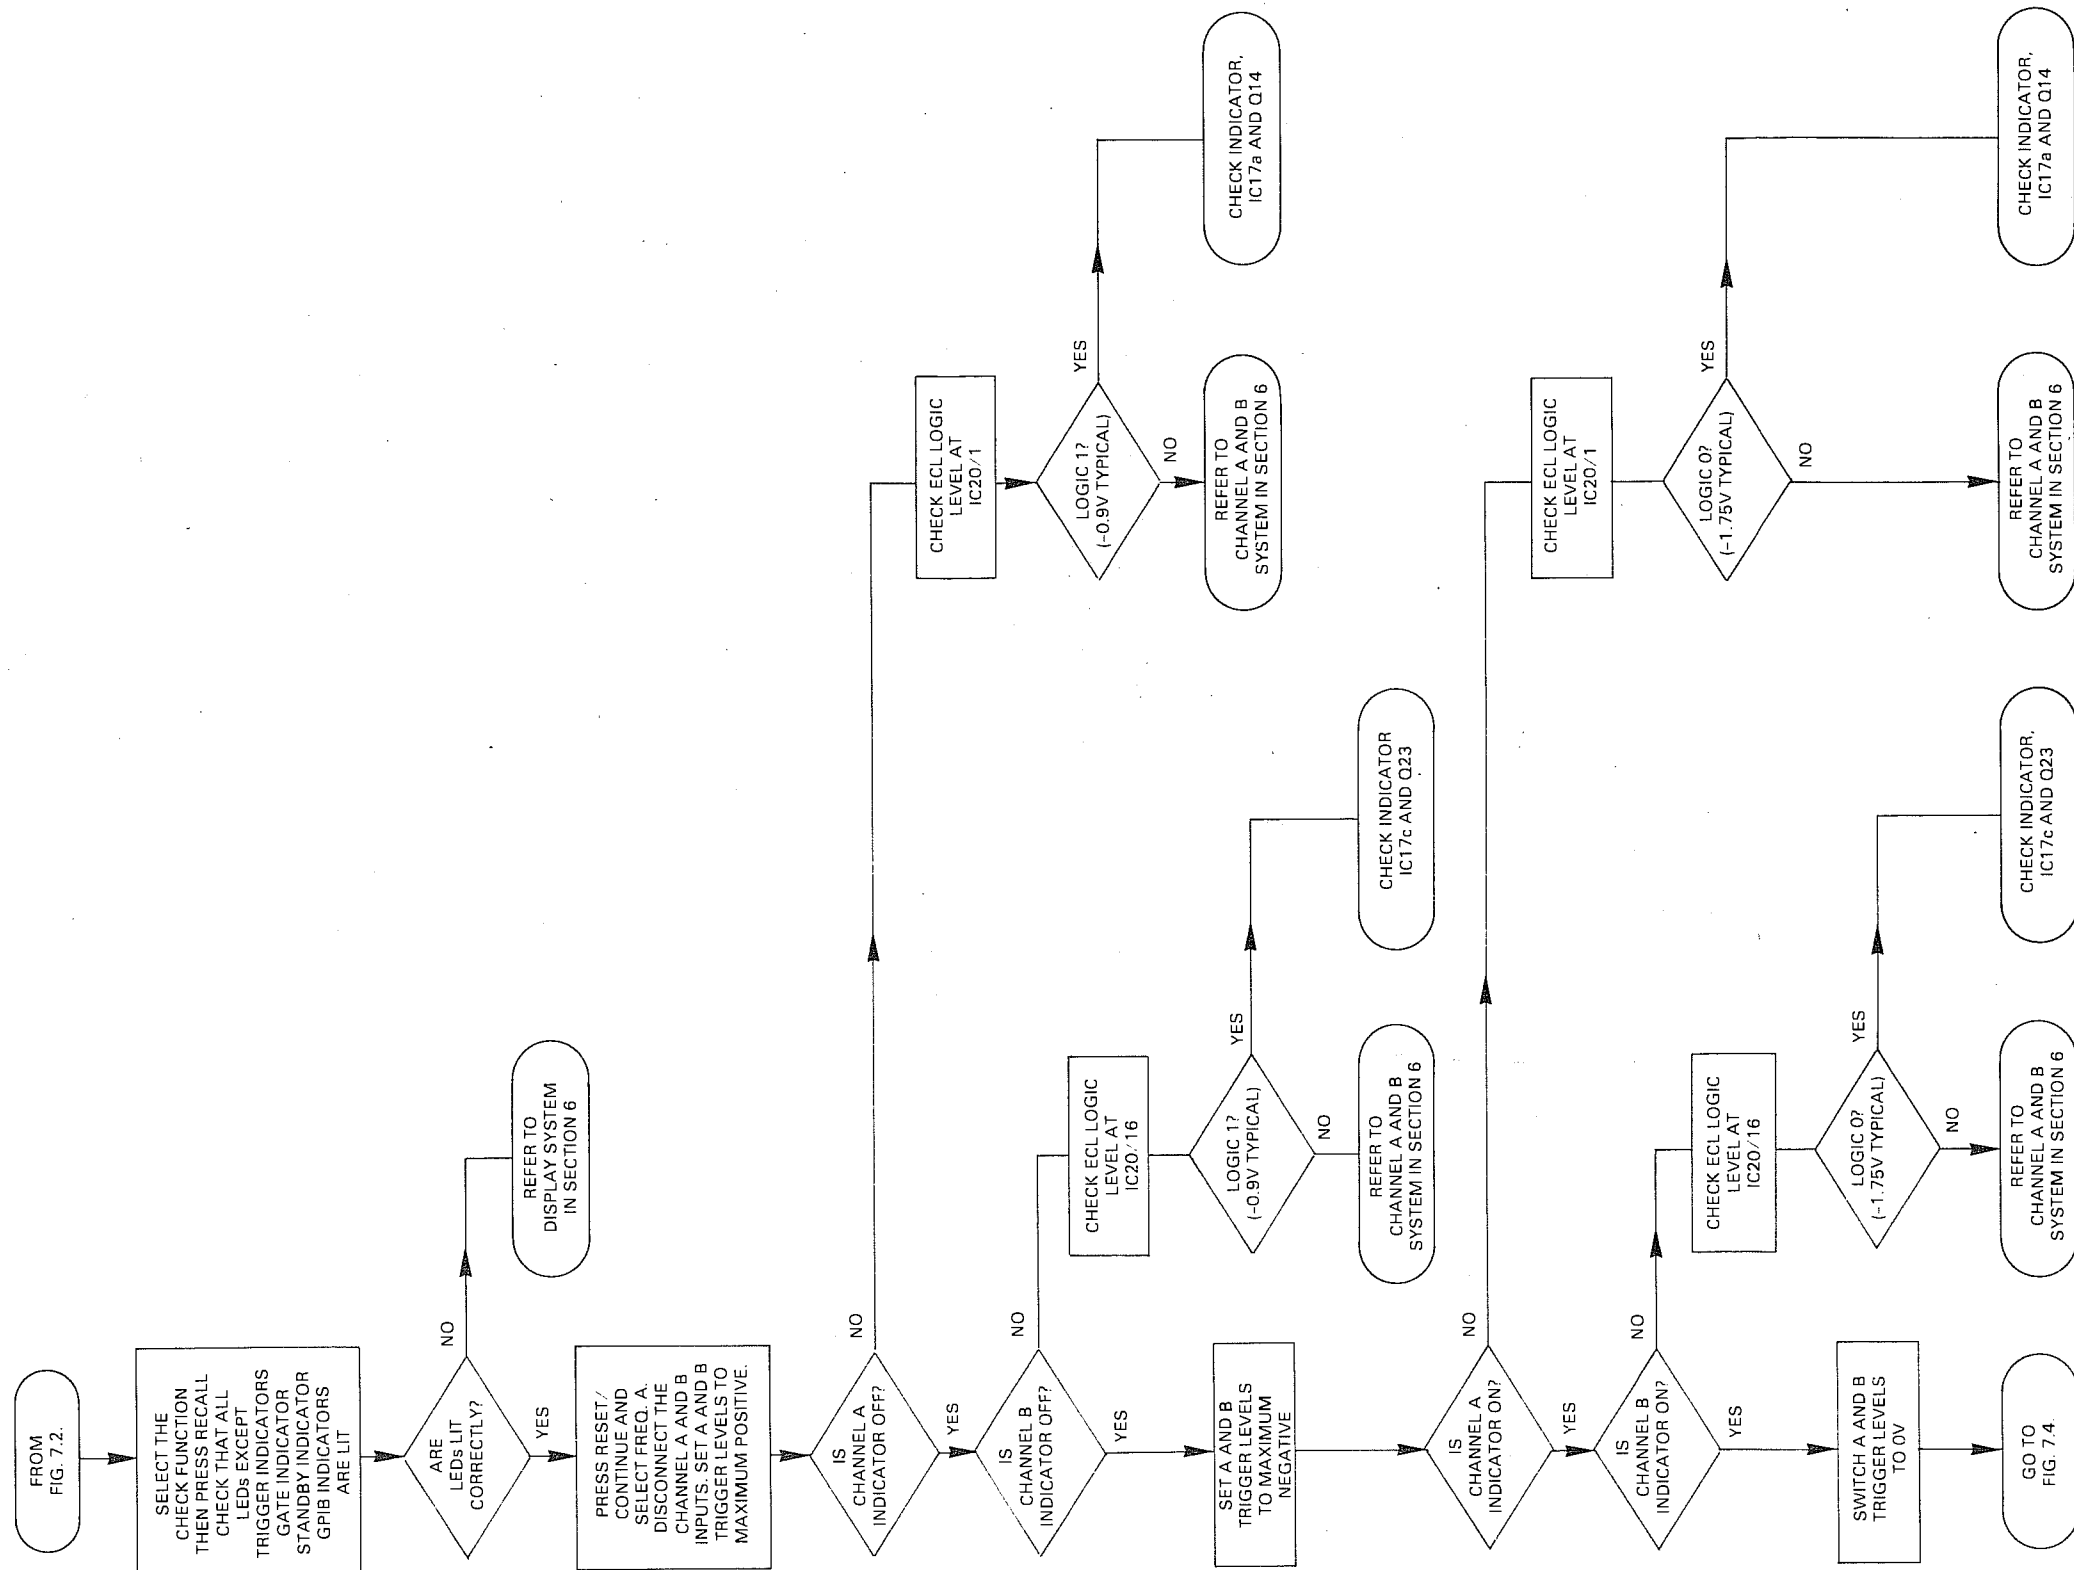 FROM
FIG. 7.2.
SELECT THE
CHECK FUNCTION
THEN PRESS RECALL
CHECK THAT ALL
LEDs EXCEPT
TRIGGER INDICATORS
GATE INDICATOR
STANDBY INDICATOR
GPIB INDICATORS
ARE LIT
ARE
LEDs LIT
CORRECTLY?
NO
REFER TO
DISPLAY SYSTEM
IN SECTION 6
YES
PRESS RESET/
CONTINUE AND
SELECT FREQ. A.
DISCONNECT THE
CHANNEL A AND B
INPUTS. SET A AND B
TRIGGER LEVELS TO
MAXIMUM POSITIVE.
IS
CHANNEL A
INDICATOR OFF?
NO
CHECK ECL LOGIC
LEVEL AT
IC20/1
LOGIC 1?
(-0.9V TYPICAL)
YES
CHECK INDICATOR,
IC17a AND Q14
NO
REFER TO
CHANNEL A AND B
SYSTEM IN SECTION 6
YES
IS
CHANNEL B
INDICATOR OFF?
NO
CHECK ECL LOGIC
LEVEL AT
IC20/16
LOGIC 1?
(-0.9V TYPICAL)
YES
CHECK INDICATOR
IC17c AND Q23
NO
REFER TO
CHANNEL A AND B
SYSTEM IN SECTION 6
YES
SET A AND B
TRIGGER LEVELS
TO MAXIMUM
NEGATIVE
IS
CHANNEL A
INDICATOR ON?
NO
CHECK ECL LOGIC
LEVEL AT
IC20/1
LOGIC 0?
(-1.75V TYPICAL)
YES
CHECK INDICATOR,
IC17a AND Q14
NO
REFER TO
CHANNEL A AND B
SYSTEM IN SECTION 6
YES
IS
CHANNEL B
INDICATOR ON?
NO
CHECK ECL LOGIC
LEVEL AT
IC20/16
LOGIC 0?
(-1.75V TYPICAL)
YES
CHECK INDICATOR,
IC17c AND Q23
NO
REFER TO
CHANNEL A AND B
SYSTEM IN SECTION 6
YES
SWITCH A AND B
TRIGGER LEVELS
TO 0V
GO TO
FIG. 7.4.